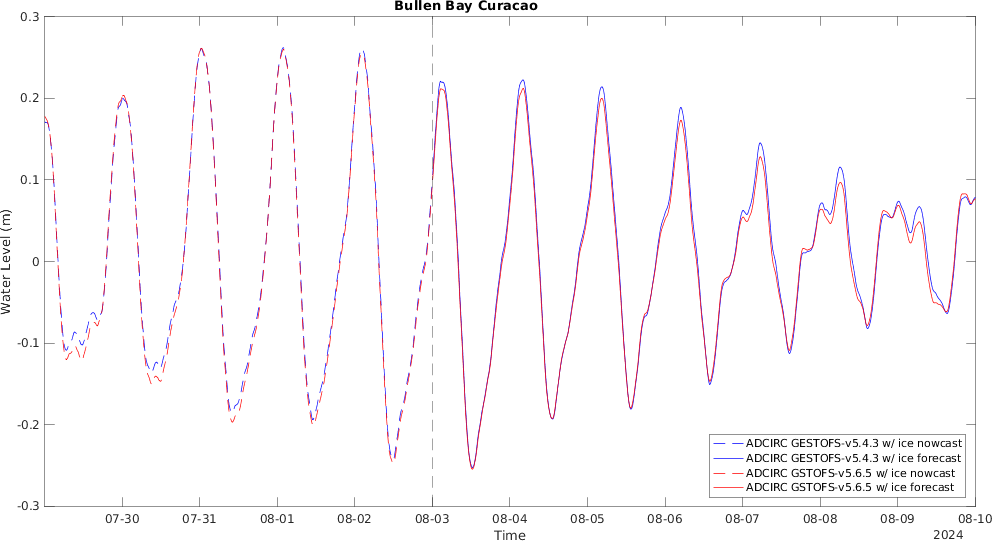 Bullen Bay Curacao
0.3
0.2
0.1
0
-0.1
-0.2
-0.3
Water Level (m)
ADCIRC GESTOFS-v5.4.3 w/ ice nowcast
ADCIRC GESTOFS-v5.4.3 w/ ice forecast
ADCIRC GSTOFS-v5.6.5 w/ ice nowcast
ADCIRC GSTOFS-v5.6.5 w/ ice forecast
07-30 07-31 08-01 08-02 08-03 08-04 08-05 08-06 08-07 08-08 08-09 08-10
Time
2024